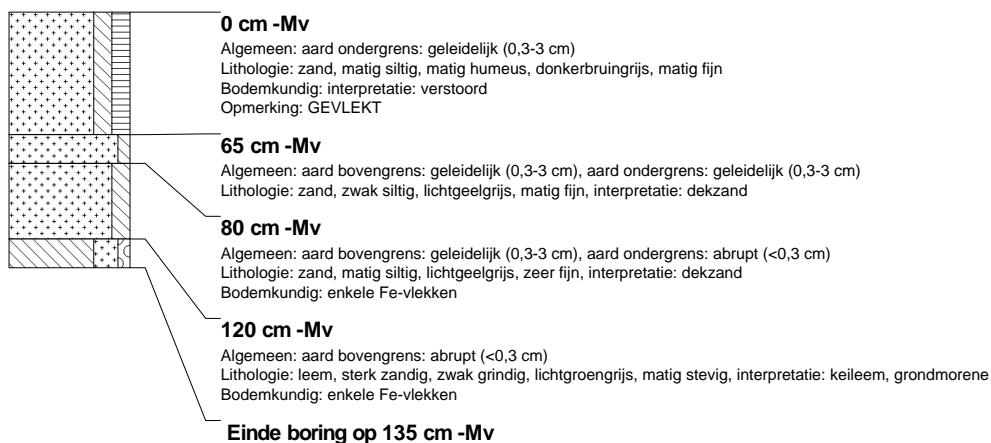 0 cm -Mv
Algemeen: aard ondergrens: geleidelijk (0,3-3 cm)
Lithologie: zand, matig siltig, matig humeus, donkerbruingrijs, matig fijn
Bodemkundig: interpretatie: verstoord
Opmerking: GEVLEKT
65 cm -Mv
Algemeen: aard bovengrens: geleidelijk (0,3-3 cm), aard ondergrens: geleidelijk (0,3-3 cm)
Lithologie: zand, zwak siltig, lichtgeelgrijs, matig fijn, interpretatie: dekzand
80 cm -Mv
Algemeen: aard bovengrens: geleidelijk (0,3-3 cm), aard ondergrens: abrupt (<0,3 cm)
Lithologie: zand, matig siltig, lichtgeelgrijs, zeer fijn, interpretatie: dekzand
Bodemkundig: enkele Fe-vlekken
120 cm -Mv
Algemeen: aard bovengrens: abrupt (<0,3 cm)
Lithologie: leem, sterk zandig, zwak grindig, lichtgroengrijs, matig stevig, interpretatie: keileem, grondmorene
Bodemkundig: enkele Fe-vlekken
Einde boring op 135 cm -Mv